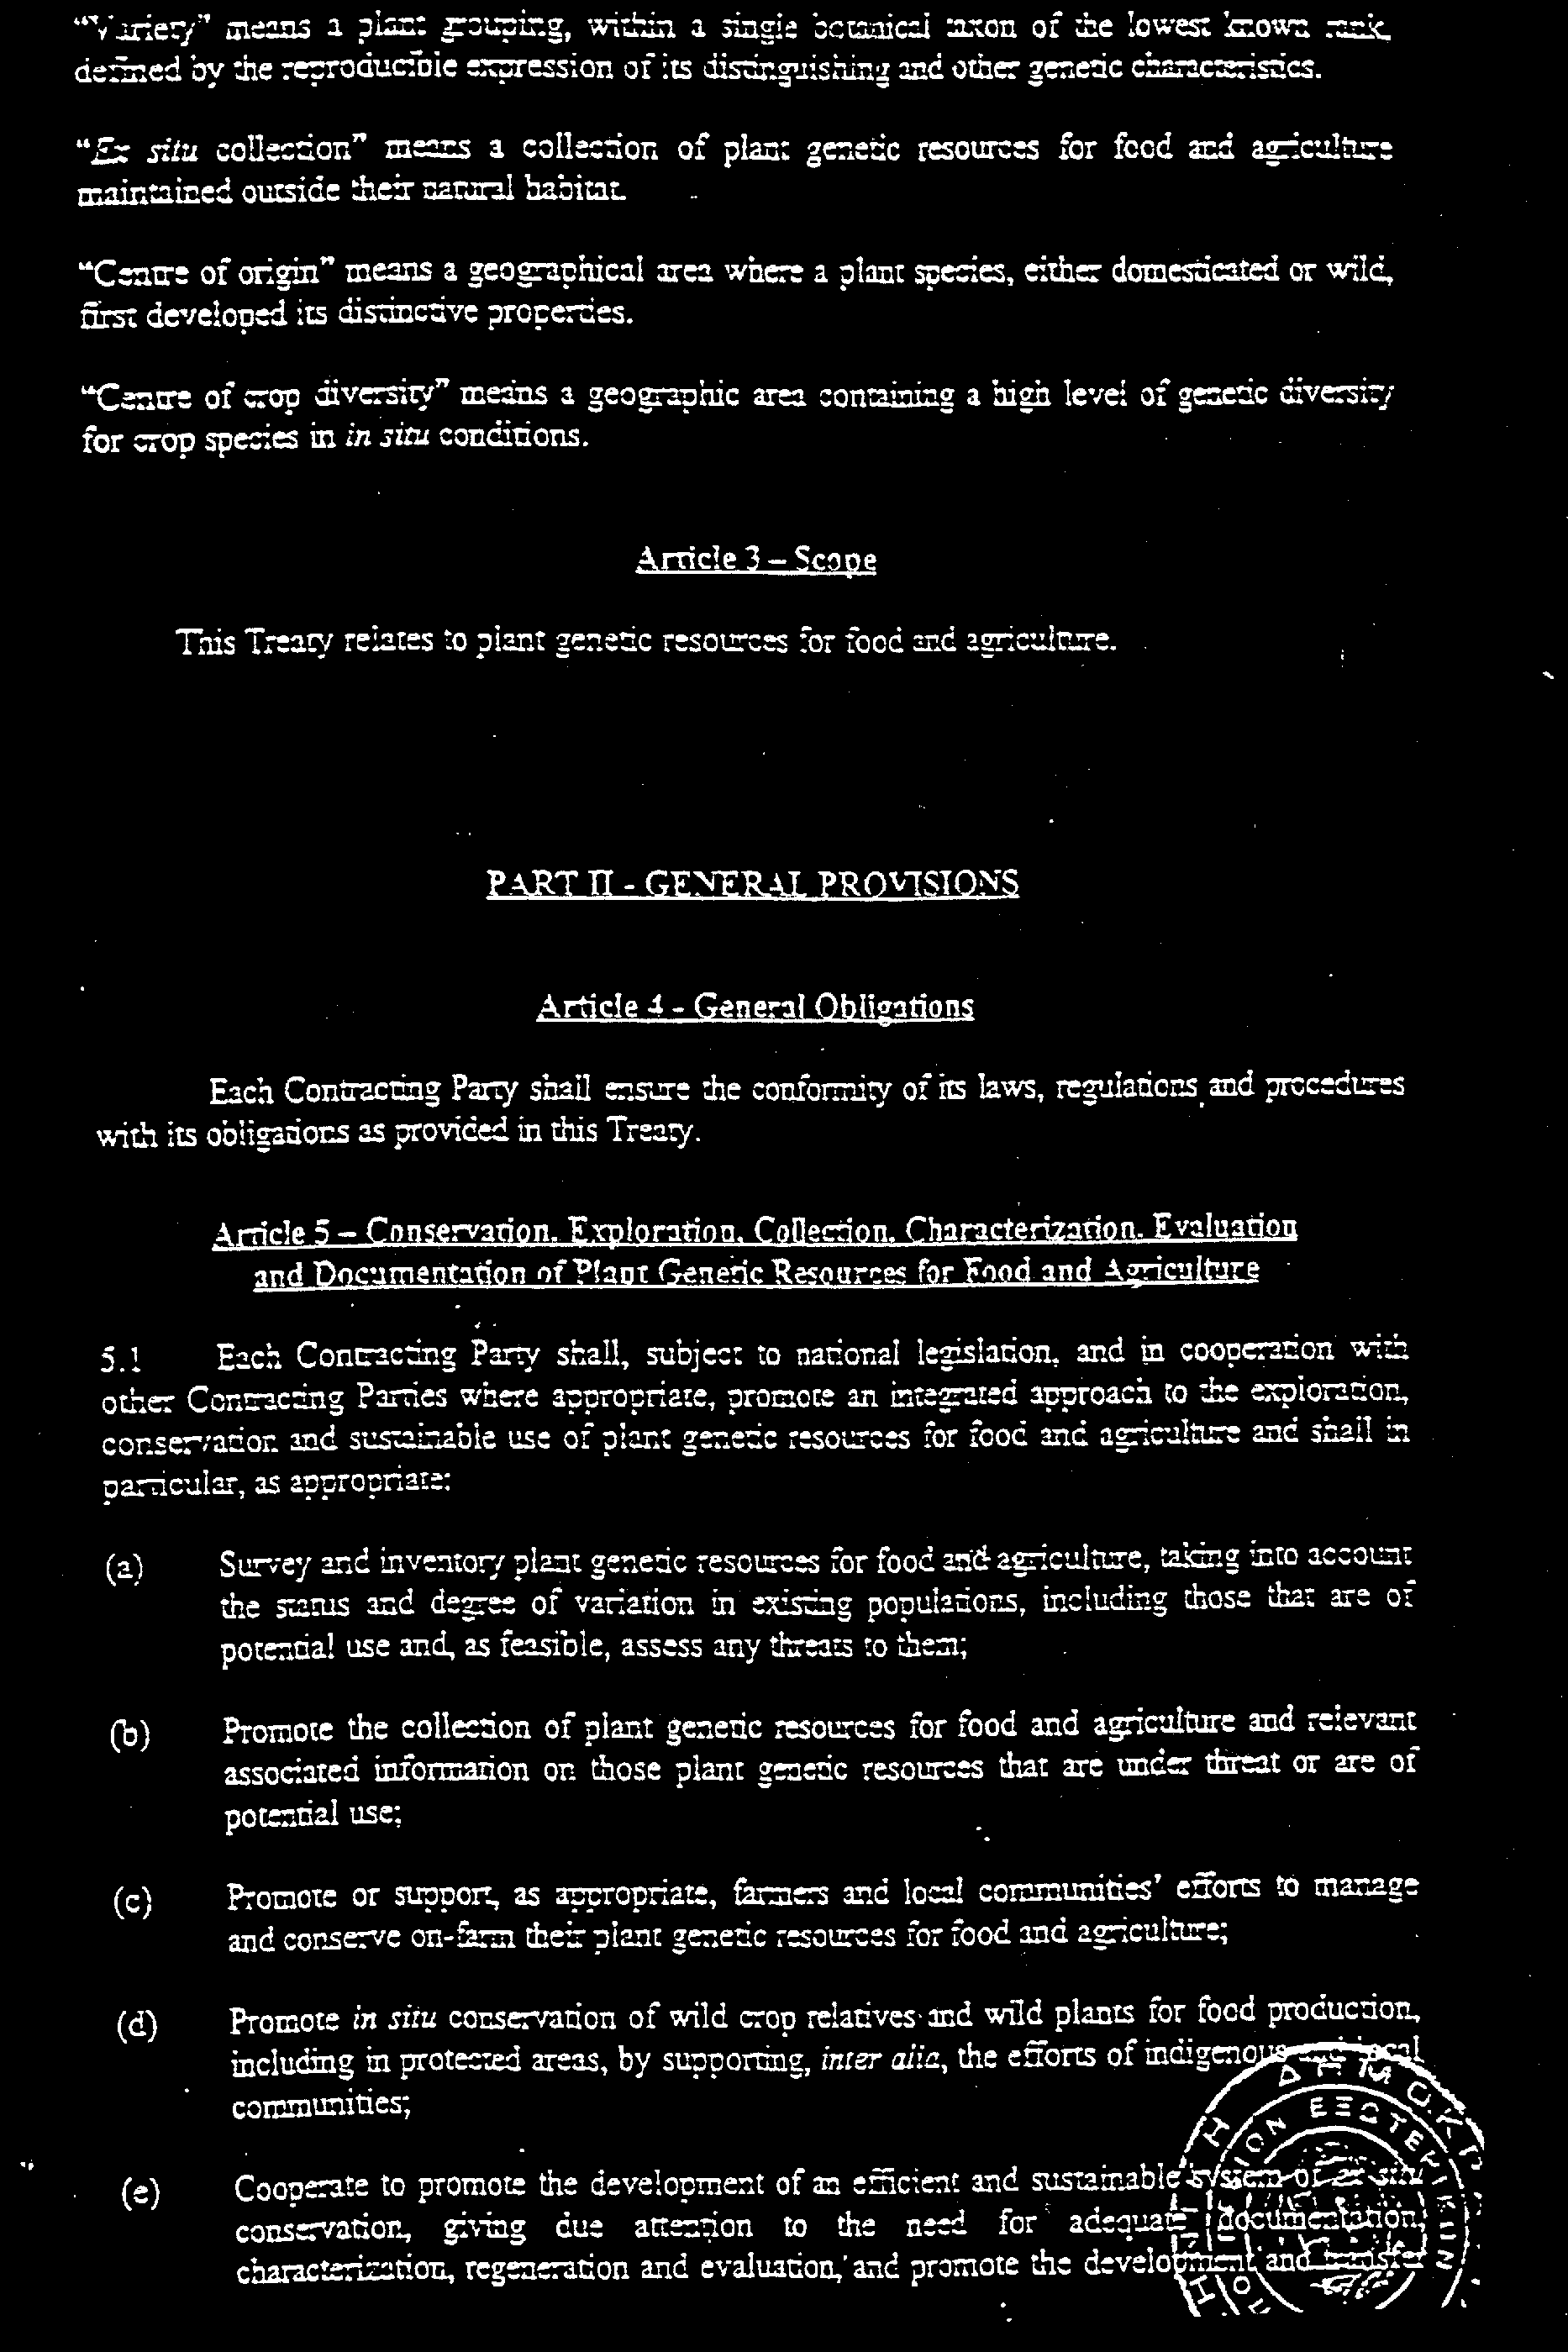 "Variety" means a plant grouping, within a single botanical taxon of the lowest known rank,
defined by the reproducible expression of its distinguishing and other genetic characteristics.
"Ex situ collection" means a collection of plant genetic resources for food and agriculture
maintained outside their natural habitat.
"Centre of origin" means a geographical area where a plant species, either domesticated or wild,
first developed its distinctive properties.
"Centre of crop diversity" means a geographic area containing a high level of genetic diversity
for crop species in in situ conditions.
Article 3 – Scope
This Treaty relates to plant genetic resources for food and agriculture.
PART II - GENERAL PROVISIONS
Article 4 - General Obligations
Each Contracting Party shall ensure the conformity of its laws, regulations and procedures
with its obligations as provided in this Treaty.
Article 5 – Conservation, Exploration, Collection, Characterization, Evaluation
and Documentation of Plant Genetic Resources for Food and Agriculture
5.1 Each Contracting Party shall, subject to national legislation, and in cooperation with
other Contracting Parties where appropriate, promote an integrated approach to the exploration,
conservation and sustainable use of plant genetic resources for food and agriculture and shall in
particular, as appropriate:
(a) Survey and inventory plant genetic resources for food and agriculture, taking into account
the status and degree of variation in existing populations, including those that are of
potential use and, as feasible, assess any threats to them;
(b) Promote the collection of plant genetic resources for food and agriculture and relevant
associated information on those plant genetic resources that are under threat or are of
potential use;
(c) Promote or support, as appropriate, farmers and local communities' efforts to manage
and conserve on-farm their plant genetic resources for food and agriculture;
(d) Promote in situ conservation of wild crop relatives and wild plants for food production,
including in protected areas, by supporting, inter alia, the efforts of indigenous and local
communities;
(e) Cooperate to promote the development of an efficient and sustainable system of ex situ
conservation, giving due attention to the need for adequate documentation,
characterization, regeneration and evaluation, and promote the development and transfer